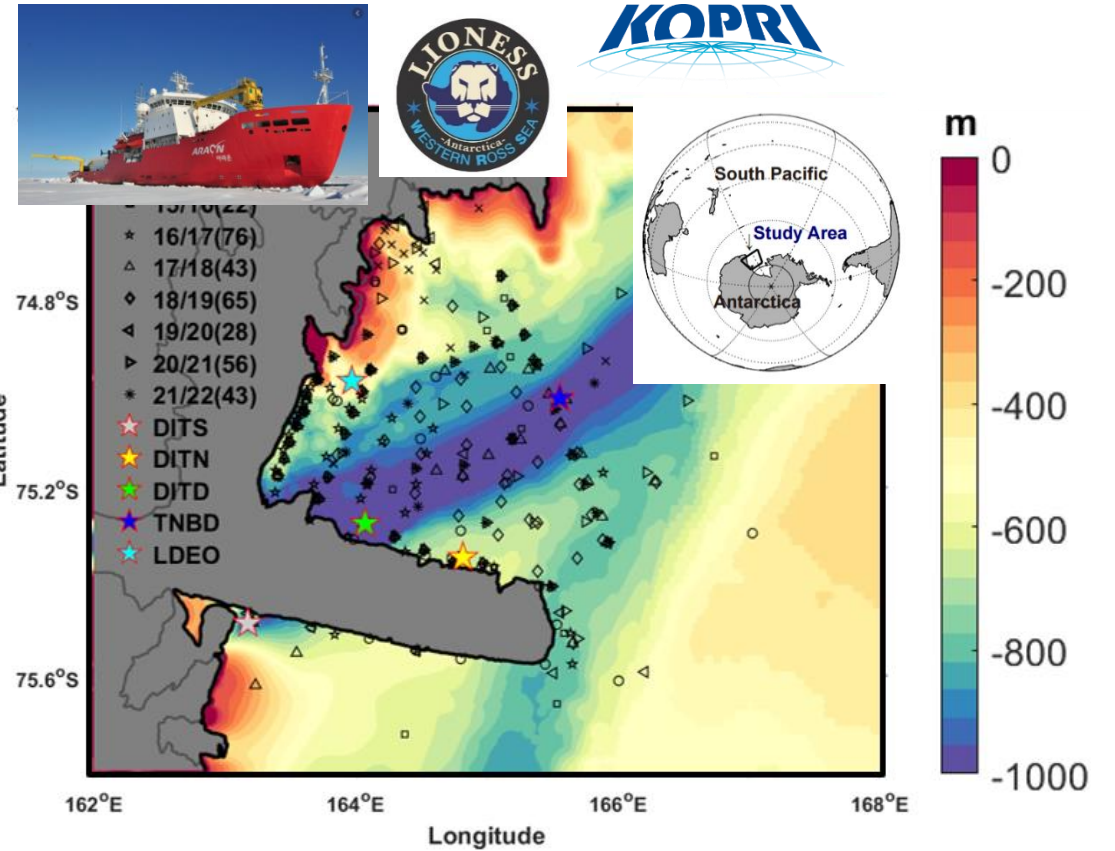 ARAON
LIONESS
-Antarctica-
WESTERN ROSS SEA
KOPRI
South Pacific
Study Area
Antarctica
m
0
-200
-400
-600
-800
-1000
16/17(76)
17/18(43)
18/19(65)
19/20(28)
20/21(56)
21/22(43)
DITS
DITN
DITD
TNBD
LDEO
74.8°S
75.2°S
75.6°S
Latitude
162°E
164°E
166°E
168°E
Longitude